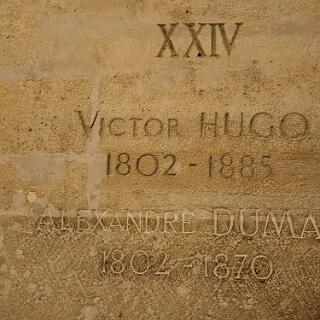 XXIV
VICTOR HUGO
1802 - 1885
ALEXANDRE DUMA
1802 - 1870